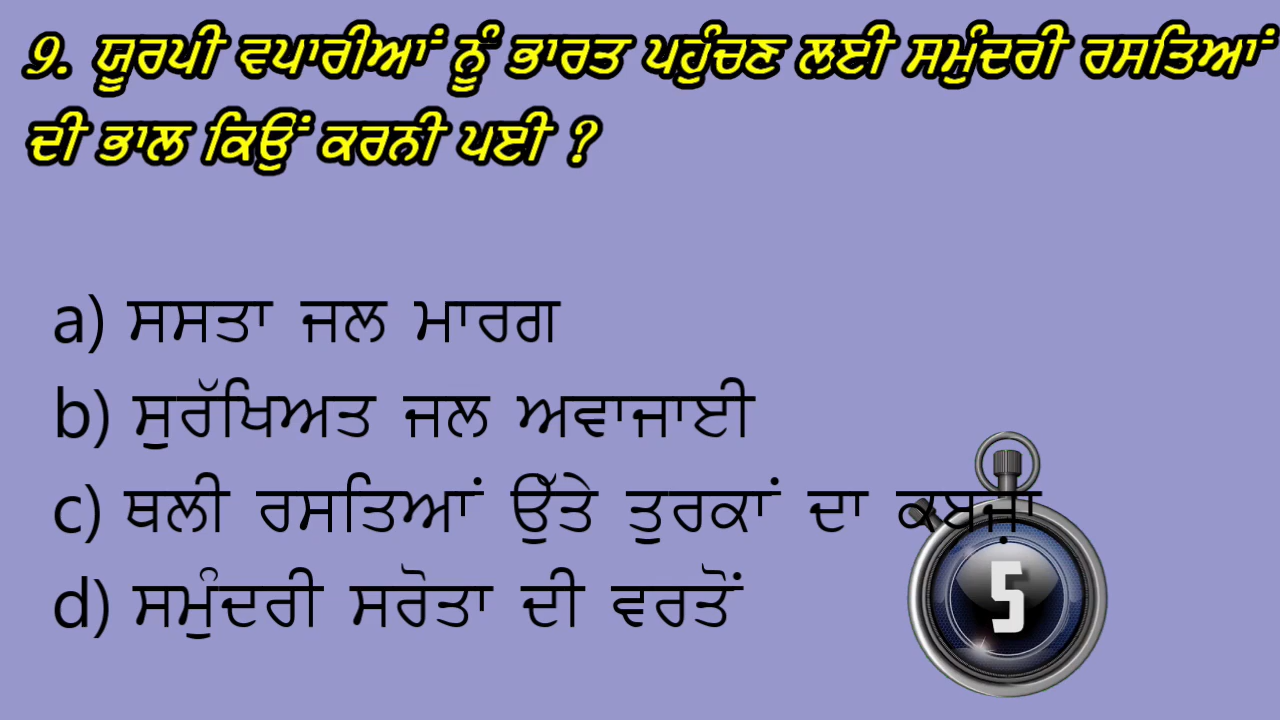 9. ਯੂਰਪੀ ਵਪਾਰੀਆਂ ਨੂੰ ਭਾਰਤ ਪਹੁੰਚਣ ਲਈ ਸਮੁੰਦਰੀ ਰਸਤਿਆਂ
ਦੀ ਭਾਲ ਕਿਉਂ ਕਰਨੀ ਪਈ ?
a) ਸਸਤਾ ਜਲ ਮਾਰਗ
b) ਸੁਰੱਖਿਅਤ ਜਲ ਅਵਾਜਾਈ
c) ਥਲੀ ਰਸਤਿਆਂ ਉੱਤੇ ਤੁਰਕਾਂ ਦਾ ਕਬਜ਼ਾ
d) ਸਮੁੰਦਰੀ ਸਰੋਤਾ ਦੀ ਵਰਤੋਂ
5